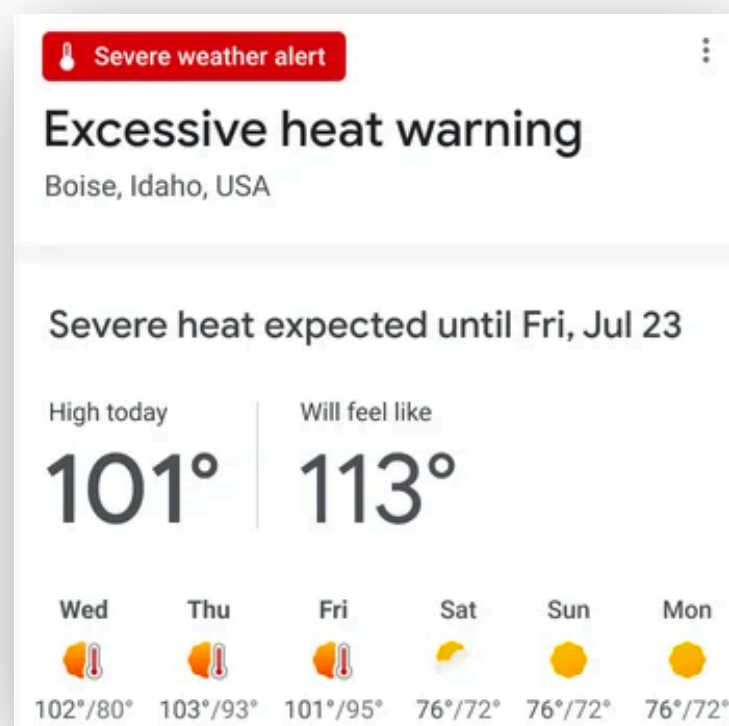 Severe weather alert
Excessive heat warning
Boise, Idaho, USA
Severe heat expected until Fri, Jul 23
High today Will feel like
101° 113°
Wed Thu Fri Sat Sun Mon
102°/80° 103°/93° 101°/95° 76°/72° 76°/72° 76°/72°